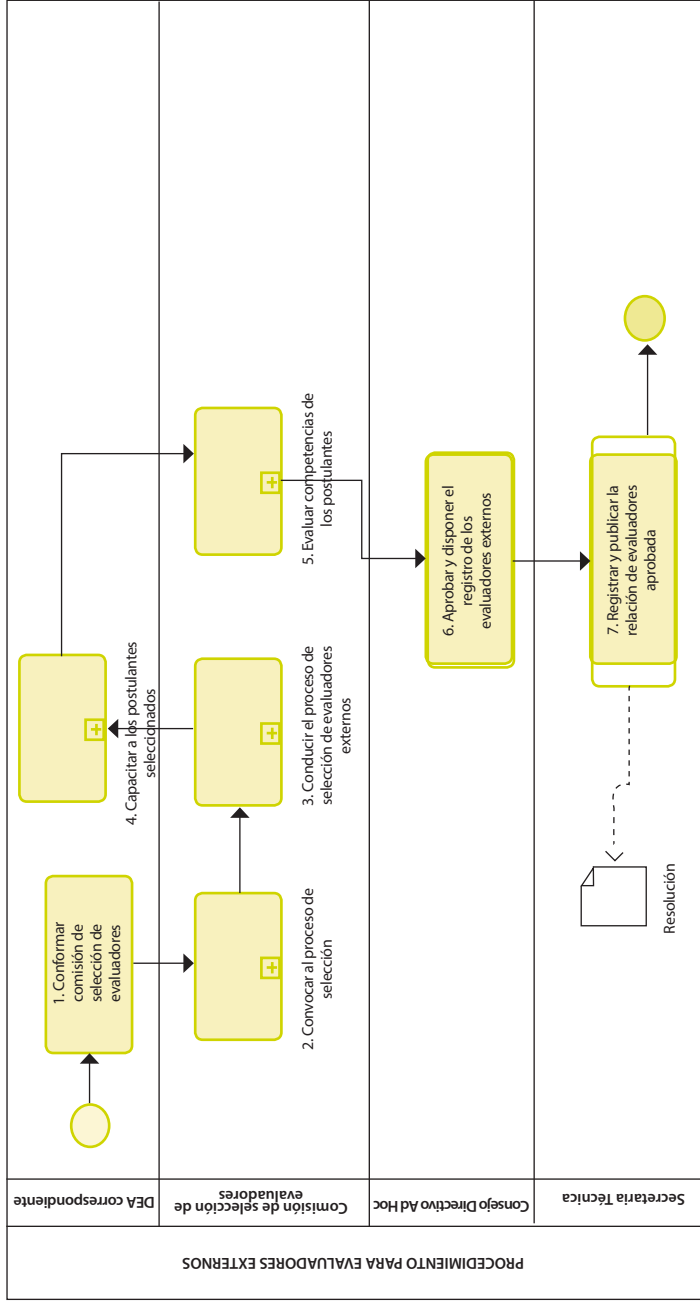 PROCEDIMIENTO PARA EVALUADORES EXTERNOS
DEA correspondiente
1. Conformar
comisión de
selección de
evaluadores
4. Capacitar a los postulantes
seleccionados
Comisión de selección de
evaluadores
2. Convocar al proceso de
selección
3. Conducir el proceso de
selección de evaluadores
externos
5. Evaluar competencias de
los postulantes
Consejo Directivo Ad Hoc
6. Aprobar y disponer el
registro de los
evaluadores externos
Secretaria Técnica
7. Registrar y publicar la
relación de evaluadores
aprobada
Resolución